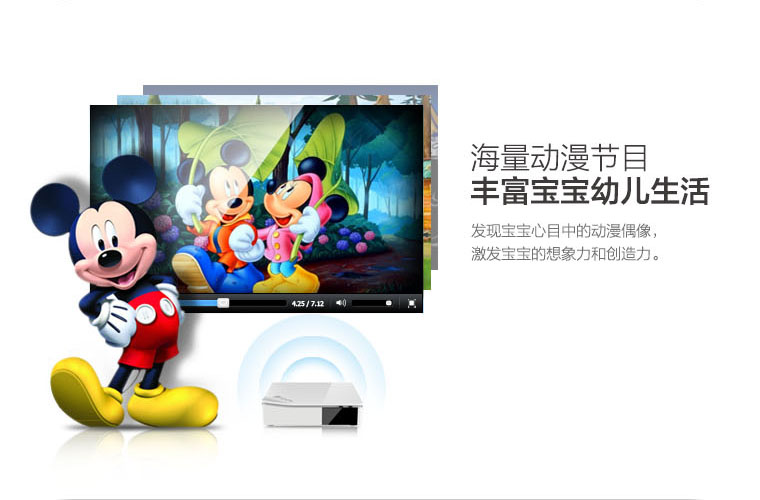 海量动漫节目
丰富宝宝幼儿生活
发现宝宝心目中的动漫偶像，
激发宝宝的想象力和创造力。
4.25 / 7.12